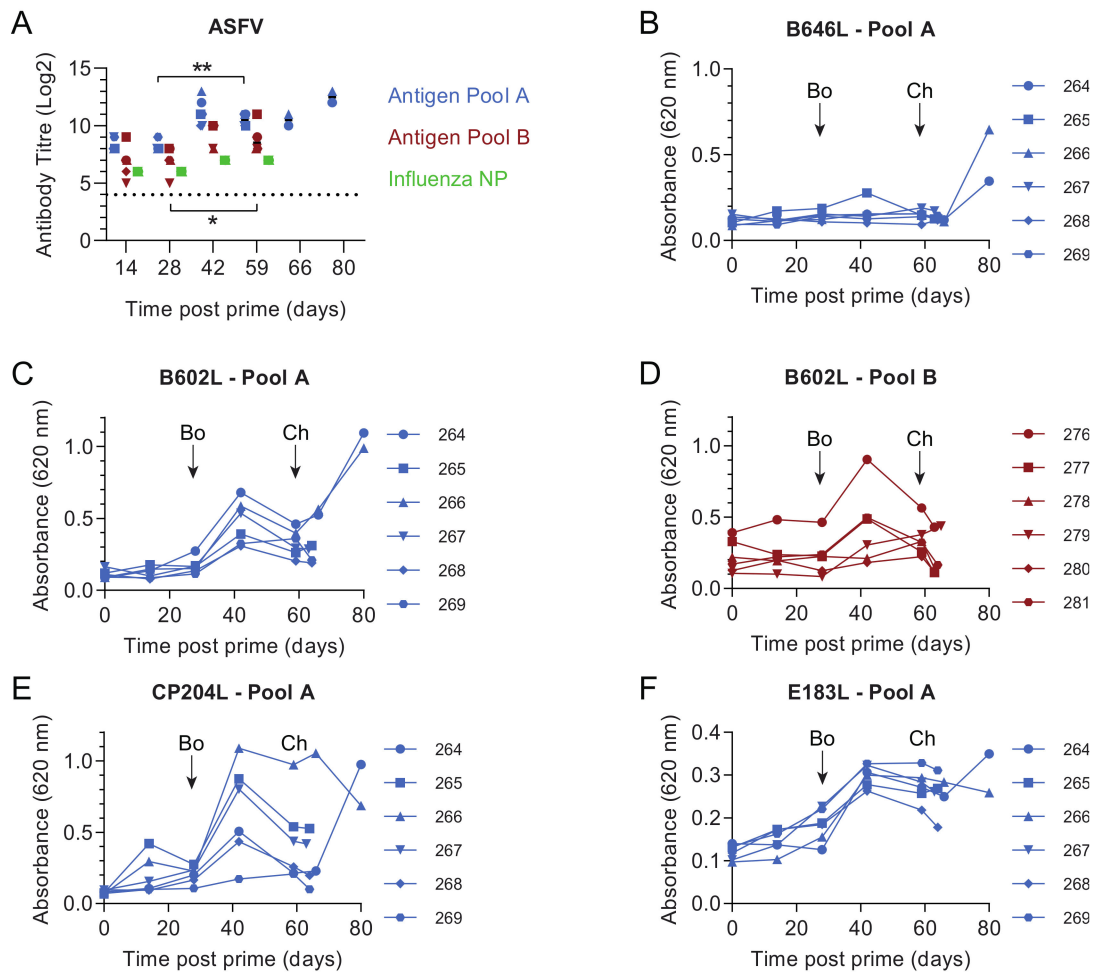 A
ASFV
Antibody Titre (Log2)
15
10
5
0
**
*
14 28 42 59 66 80
Time post prime (days)
Antigen Pool A
Antigen Pool B
Influenza NP
B
B646L - Pool A
Absorbance (620 nm)
1.0
0.5
0.0
Bo Ch
0 20 40 60 80
Time post prime (days)
264
265
266
267
268
269
C
B602L - Pool A
Absorbance (620 nm)
1.0
0.5
0.0
Bo Ch
0 20 40 60 80
Time post prime (days)
264
265
266
267
268
269
D
B602L - Pool B
Absorbance (620 nm)
1.0
0.5
0.0
Bo Ch
0 20 40 60 80
Time post prime (days)
276
277
278
279
280
281
E
CP204L - Pool A
Absorbance (620 nm)
1.0
0.5
0.0
Bo Ch
0 20 40 60 80
Time post prime (days)
264
265
266
267
268
269
F
E183L - Pool A
Absorbance (620 nm)
0.4
0.3
0.2
0.1
0.0
Bo Ch
0 20 40 60 80
Time post prime (days)
264
265
266
267
268
269